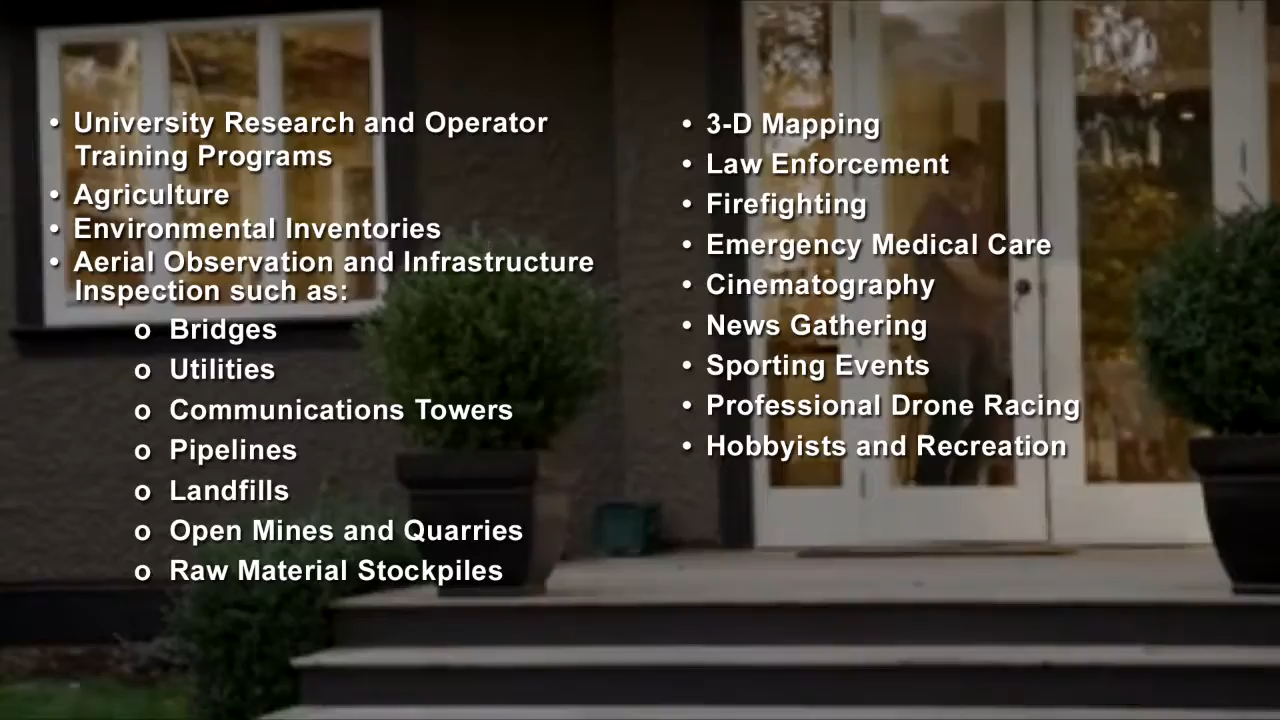 • University Research and Operator
Training Programs
• Agriculture
• Environmental Inventories
• Aerial Observation and Infrastructure
Inspection such as:
o Bridges
o Utilities
o Communications Towers
o Pipelines
o Landfills
o Open Mines and Quarries
o Raw Material Stockpiles
• 3-D Mapping
• Law Enforcement
• Firefighting
• Emergency Medical Care
• Cinematography
• News Gathering
• Sporting Events
• Professional Drone Racing
• Hobbyists and Recreation